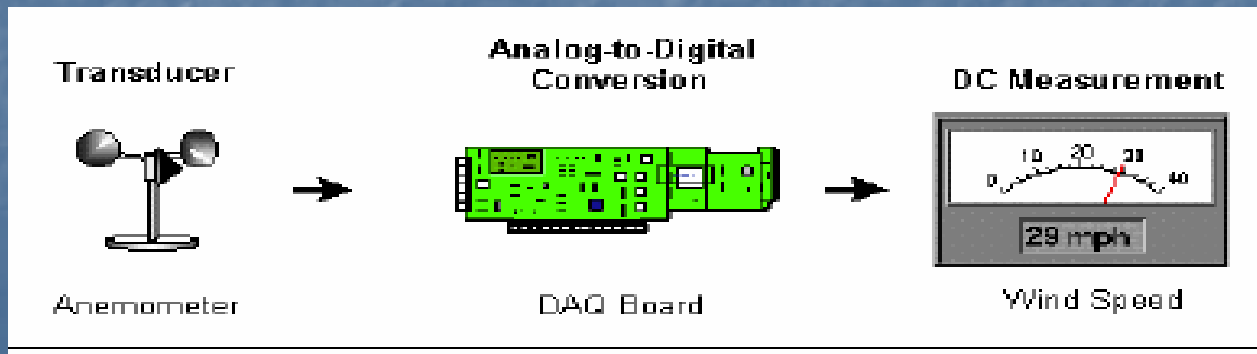 Transducer
Analog-to-Digital
Conversion
DC Measurement
0 10 20 30 40
29 mph
Anemometer
DAQ Board
Wind Speed